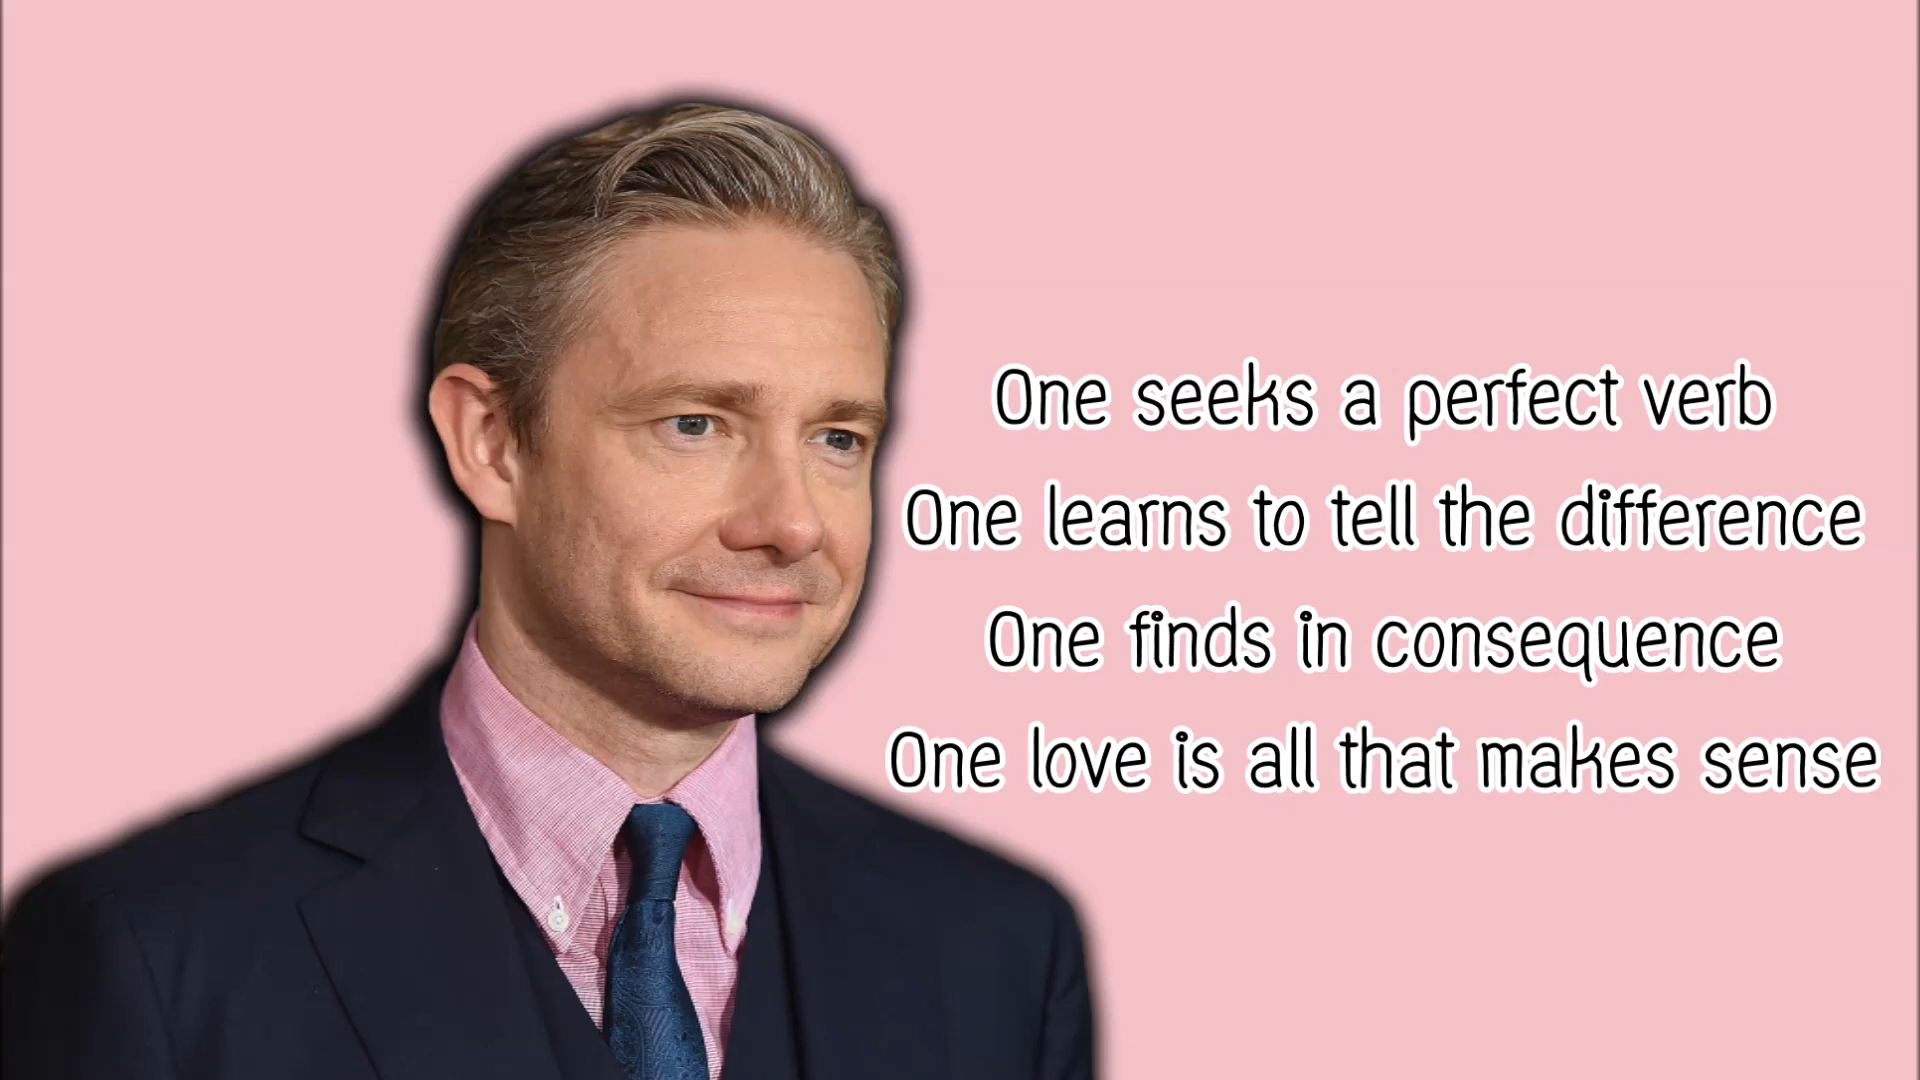 One seeks a perfect verb
One learns to tell the difference
One finds in consequence
One love is all that makes sense